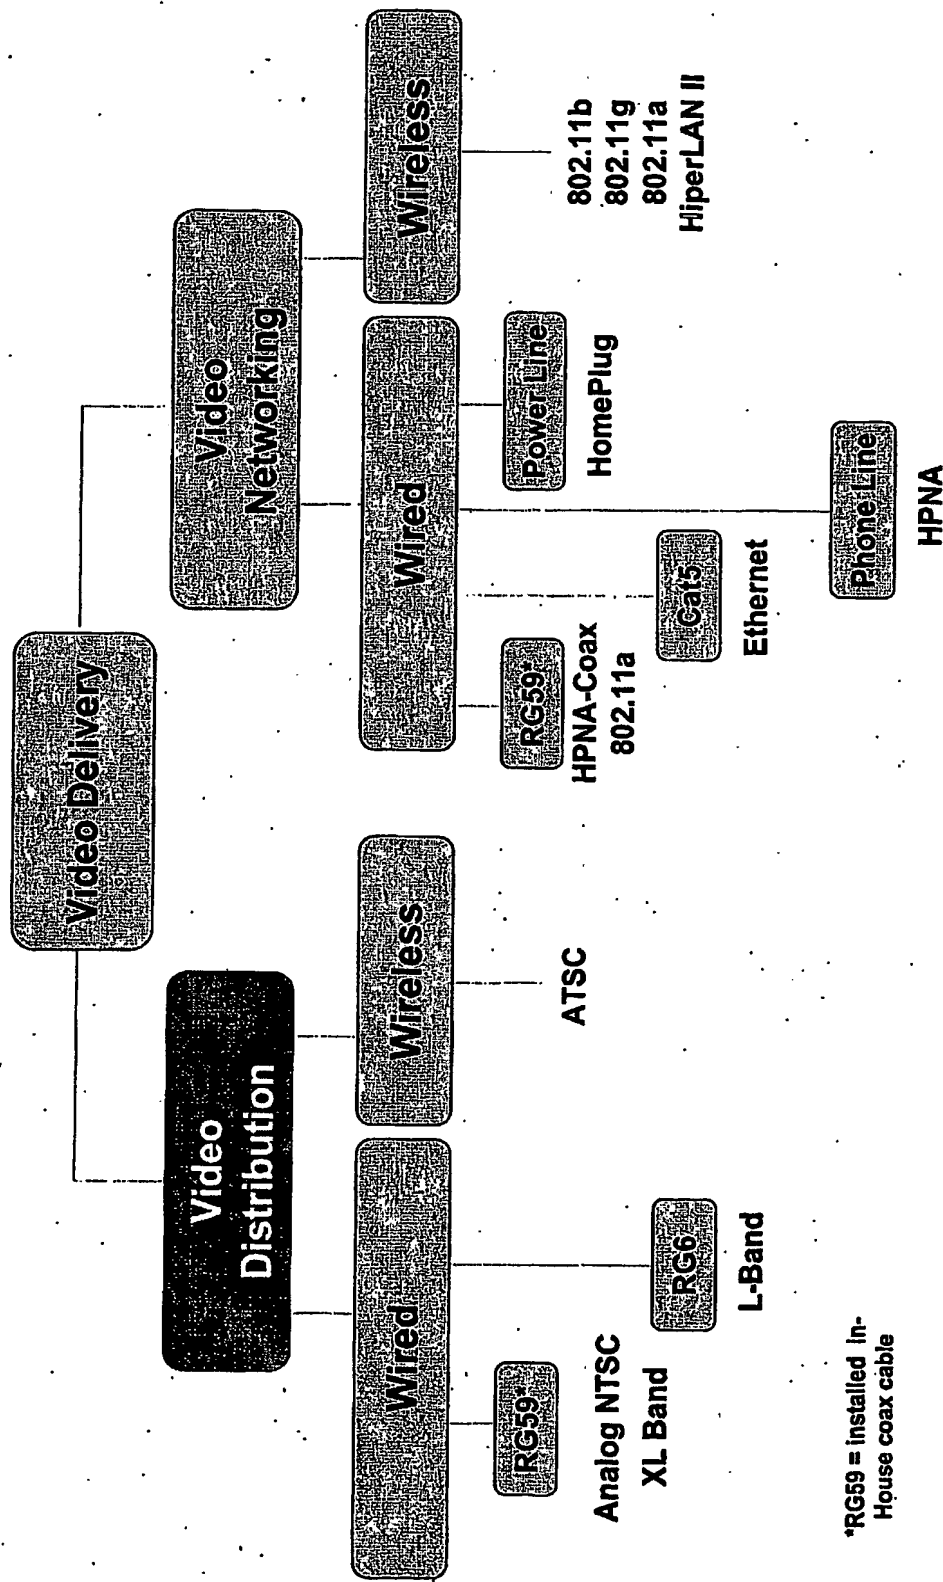 Video Delivery
Video
Distribution
Video
Networking
Wired
Wireless
Wired
Wireless
RG59*
Analog NTSC
XL Band
RG6
L-Band
ATSC
RG59*
HPNA-Coax
802.11a
Cat5
Ethernet
Power Line
HomePlug
Phone Line
HPNA
802.11b
802.11g
802.11a
HiperLAN II
*RG59 = installed In-
House coax cable